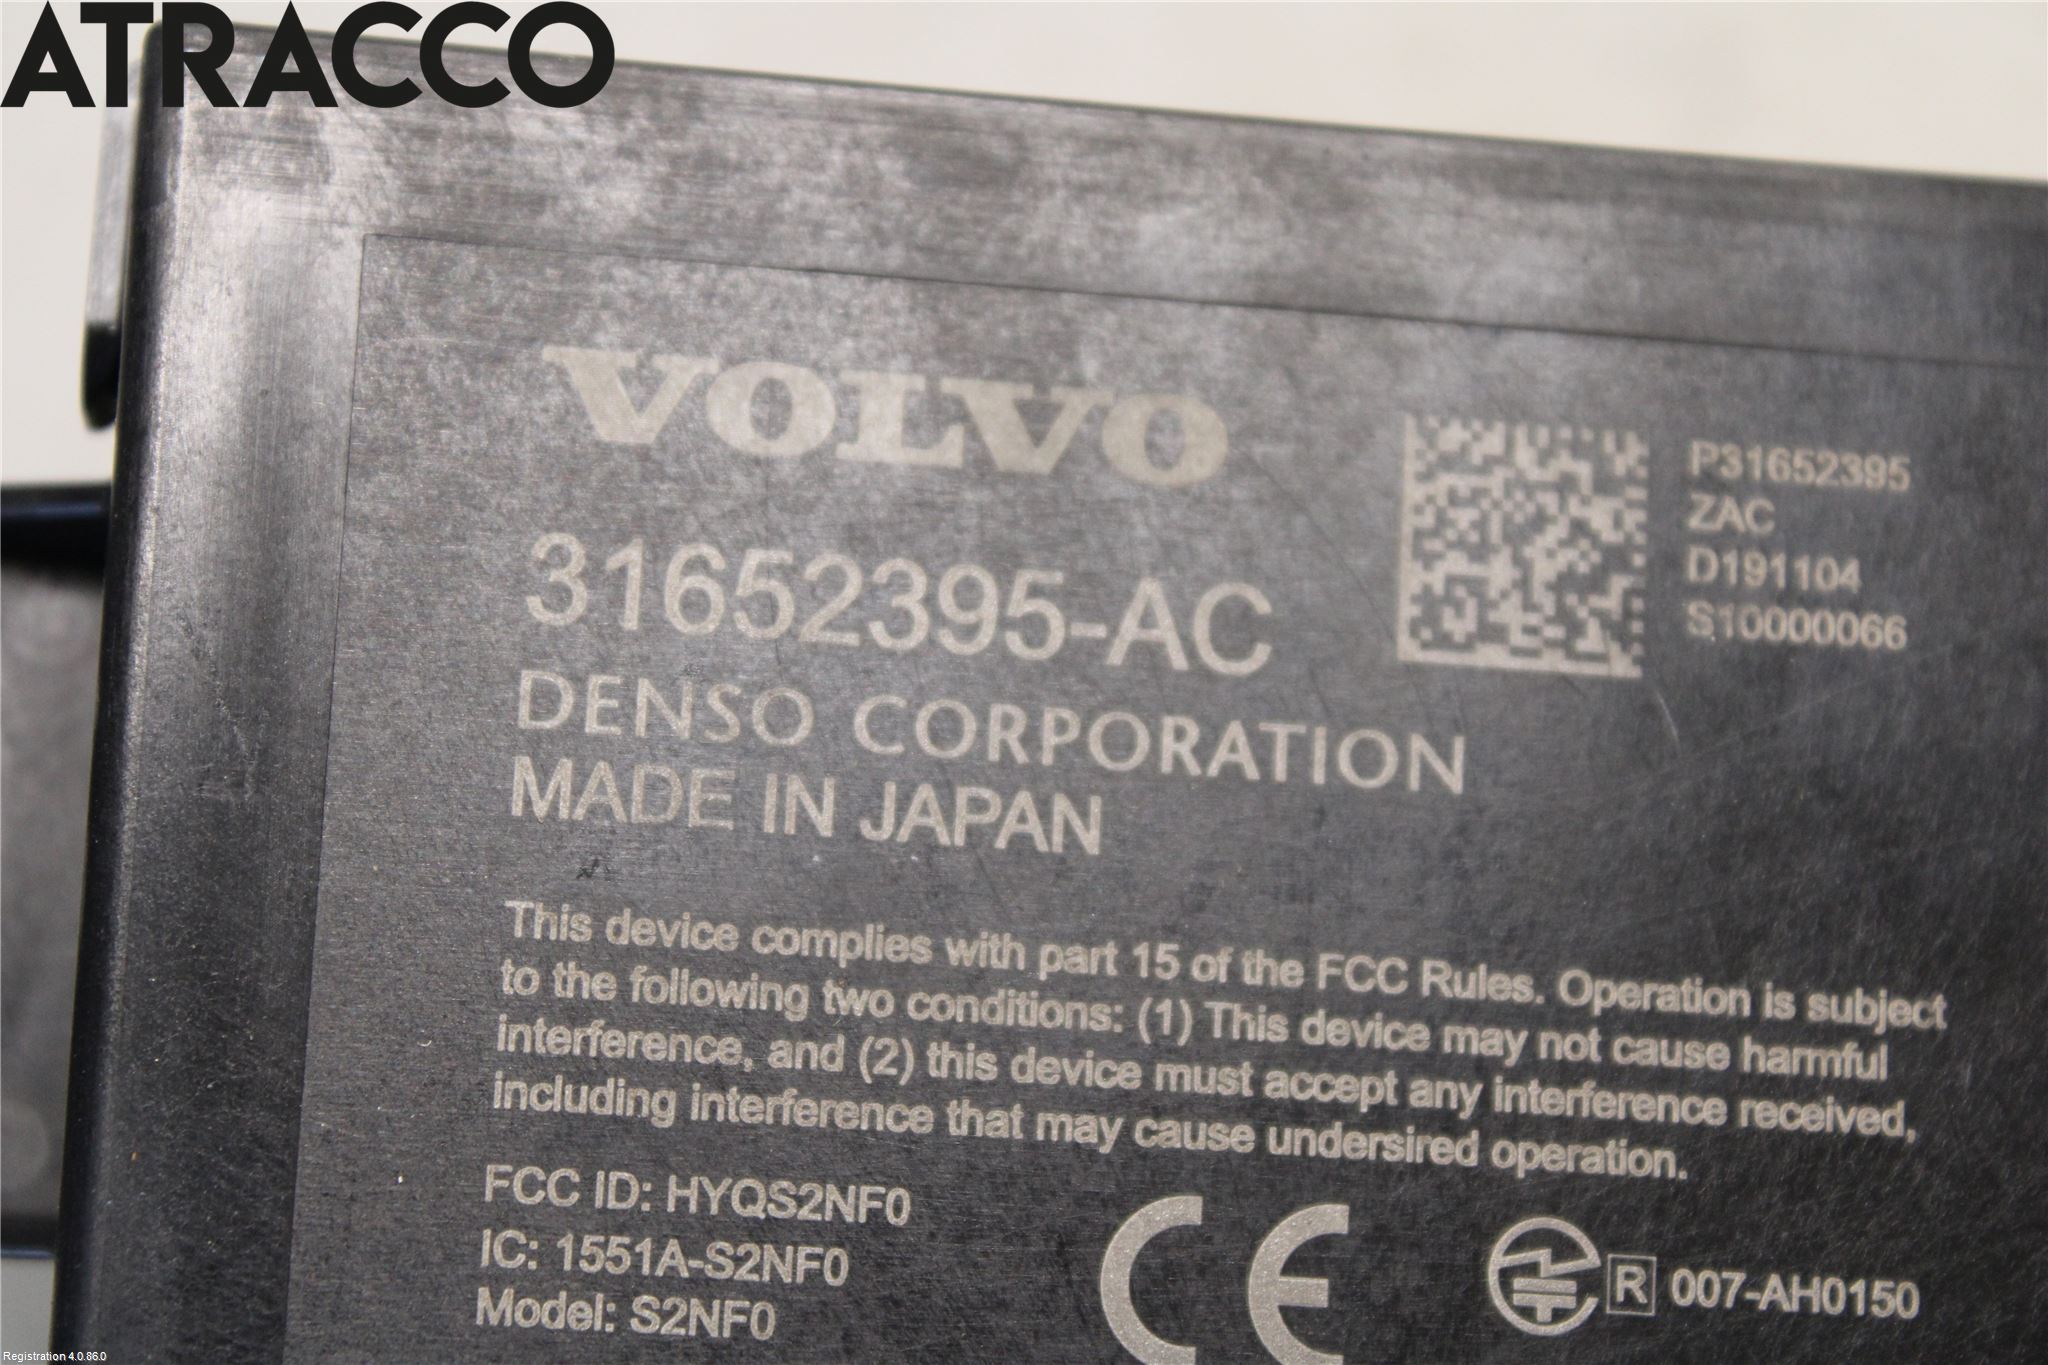 ATRACCO
VOLVO
31652395-AC
DENSO CORPORATION
MADE IN JAPAN
P31652395
ZAC
D191104
S10000066
This device complies with part 15 of the FCC Rules. Operation is subject
to the following two conditions: (1) This device may not cause harmful
interference, and (2) this device must accept any interference received,
including interference that may cause undersired operation.
FCC ID: HYQS2NF0
IC: 1551A-S2NF0
Model: S2NF0
CE
R 007-AH0150
Registration 4.0.86.0